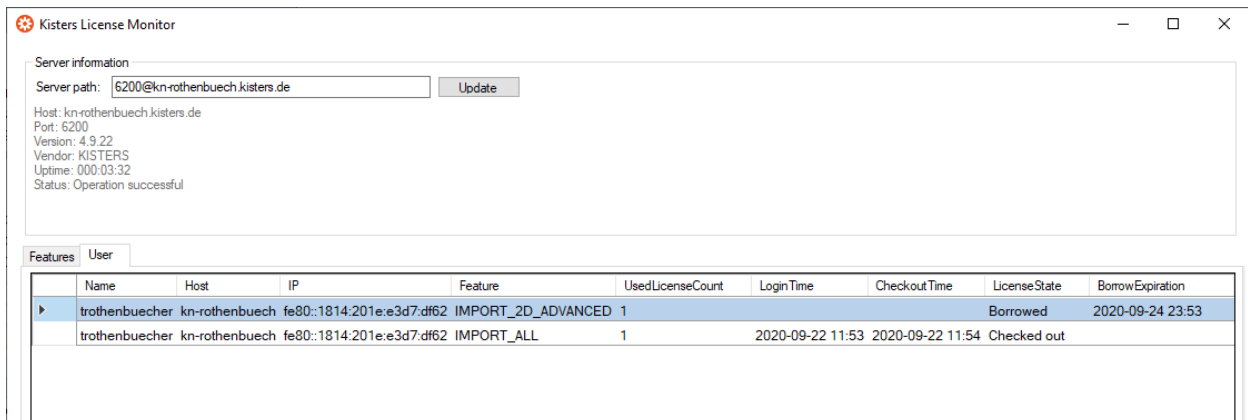 Kisters License Monitor
Server information
Server path: 6200@kn-rothenbuech.kisters.de Update
Host: kn-rothenbuech.kisters.de
Port: 6200
Version: 4.9.22
Vendor: KISTERS
Uptime: 000:03:32
Status: Operation successful
Features User
Name Host IP Feature UsedLicenseCount LoginTime CheckoutTime LicenseState BorrowExpiration
trothenbuecher kn-rothenbuech fe80::1814:201e:e3d7:df62 IMPORT_2D_ADVANCED 1 Borrowed 2020-09-24 23:53
trothenbuecher kn-rothenbuech fe80::1814:201e:e3d7:df62 IMPORT_ALL 1 2020-09-22 11:53 2020-09-22 11:54 Checked out